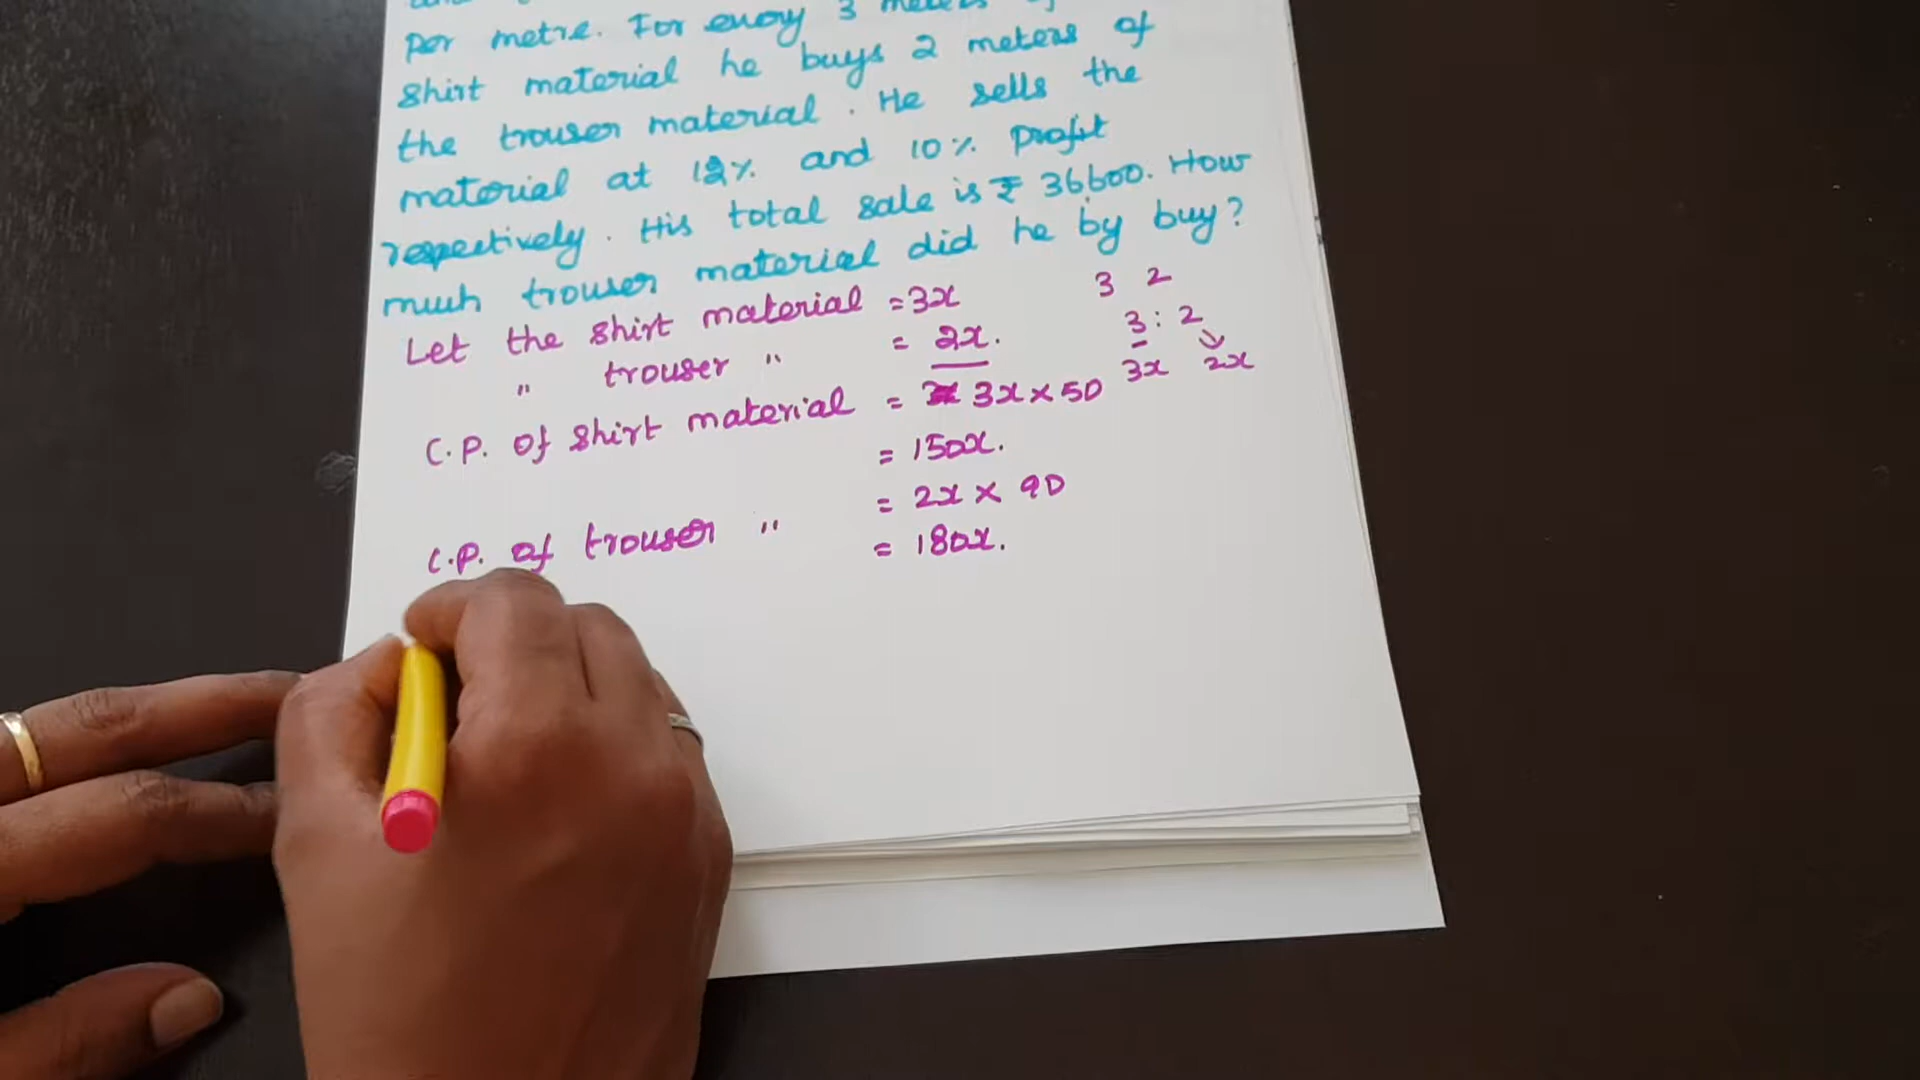 per metre. For every 3 meters
shirt material he buys 2 meters of
the trouser material. He sells the
material at 12% and 10% profit
respectively. His total sale is ₹ 36600. How
much trouser material did he by buy?
Let the shirt material = 3x
" trouser " = 2x.
3 2
3 : 2
3x 2x
C.P. of shirt material = 3x × 50
= 150x.
C.P. of trouser " = 2x × 90
= 180x.